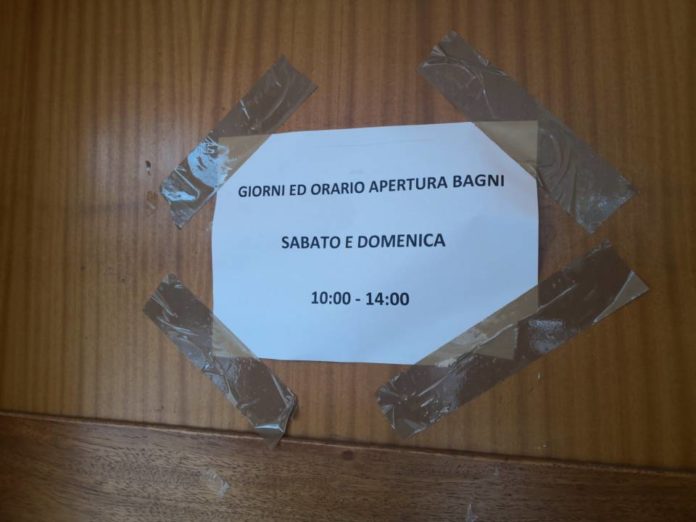 GIORNI ED ORARIO APERTURA BAGNI
SABATO E DOMENICA
10:00 - 14:00